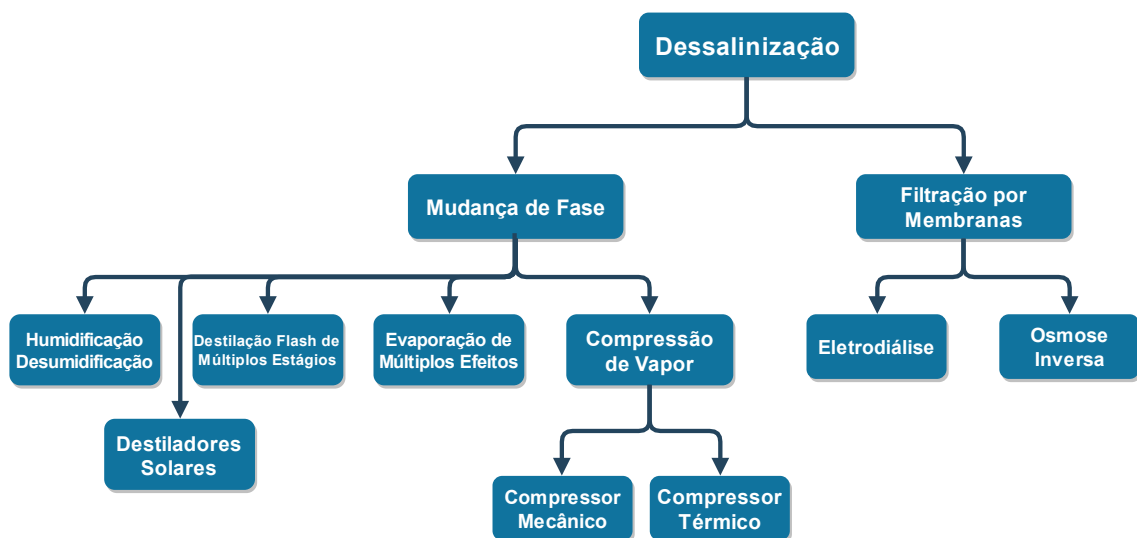 Dessalinização
Mudança de Fase
Filtração por
Membranas
Humidificação
Desumidificação
Destilação Flash de
Múltiplos Estágios
Evaporação de
Múltiplos Efeitos
Compressão
de Vapor
Eletrodiálise
Osmose
Inversa
Destiladores
Solares
Compressor
Mecânico
Compressor
Térmico